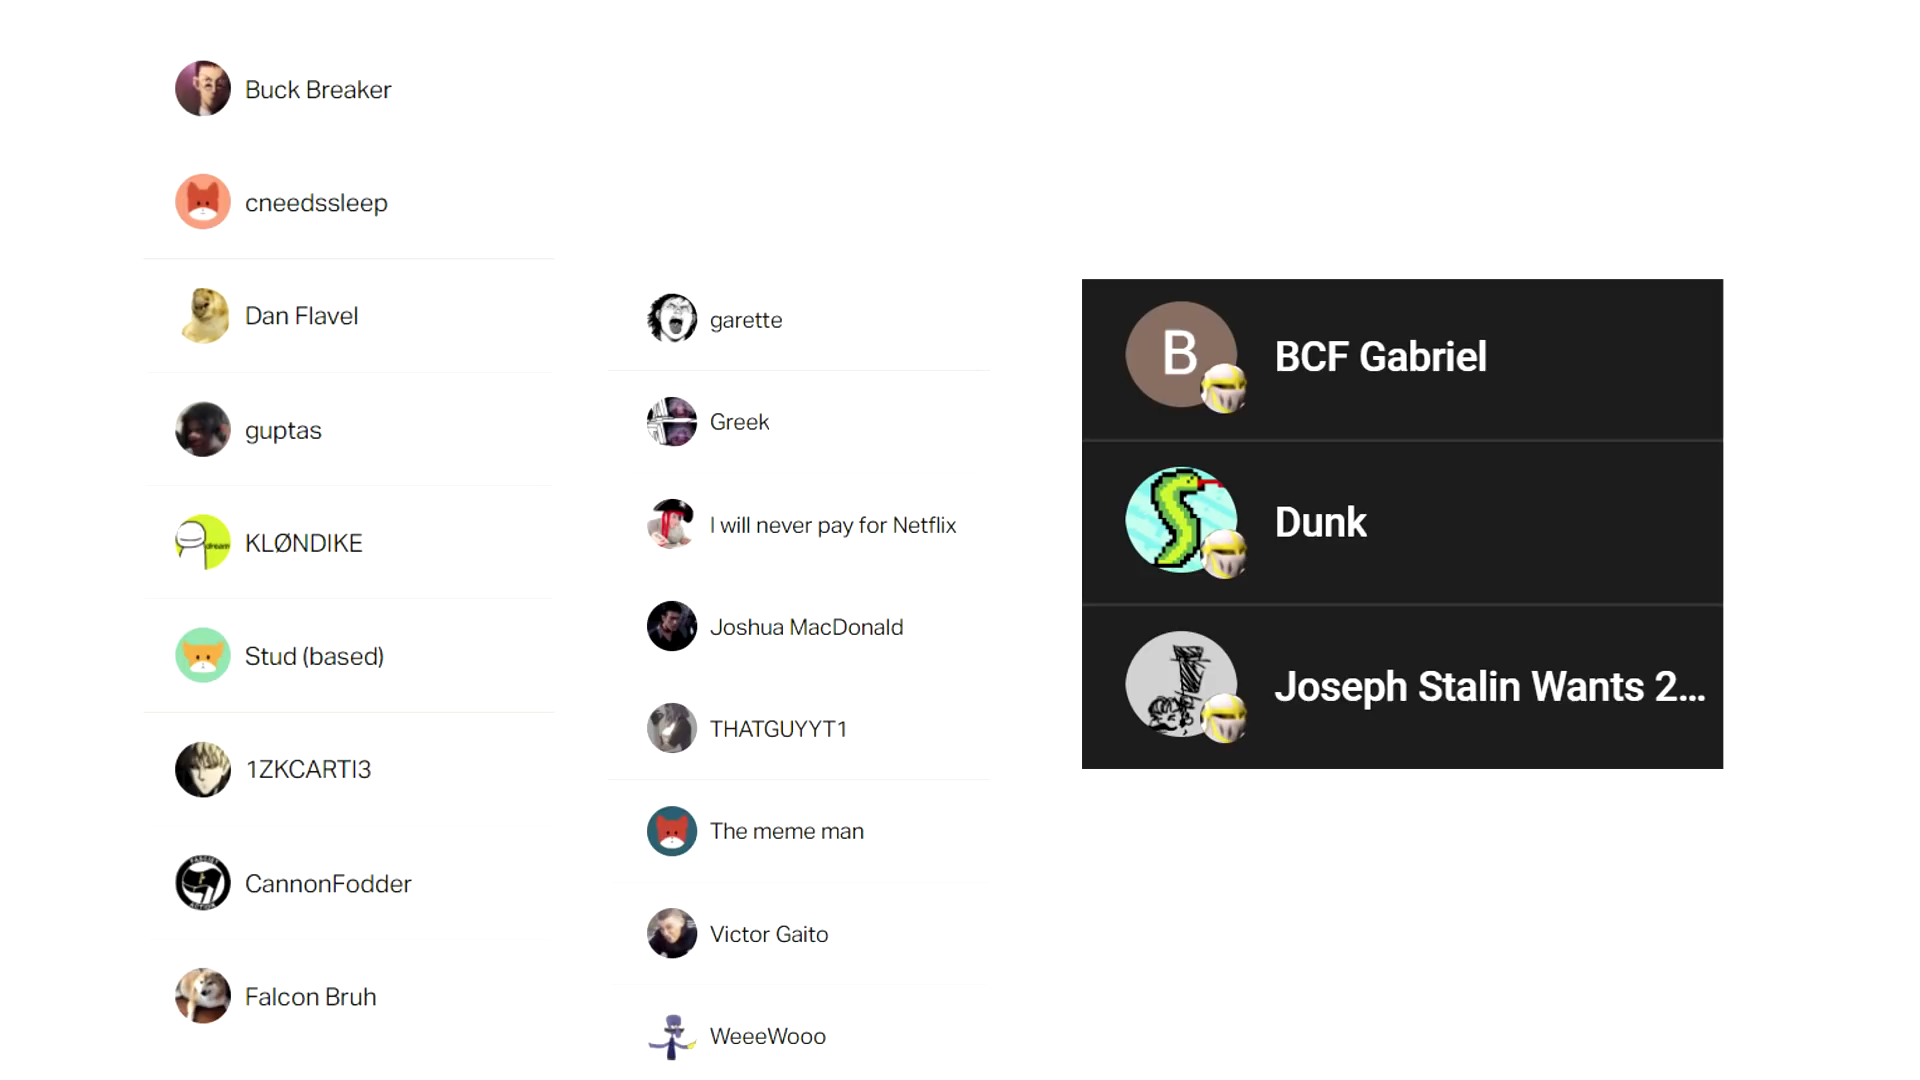 Buck Breaker
cneedssleep
Dan Flavel
guptas
dream
KLØNDIKE
Stud (based)
1ZKCARTI3
CannonFodder
Falcon Bruh
garette
Greek
I will never pay for Netflix
Joshua MacDonald
THATGUYYT1
The meme man
Victor Gaito
WeeeWooo
B
BCF Gabriel
Dunk
Joseph Stalin Wants 2...